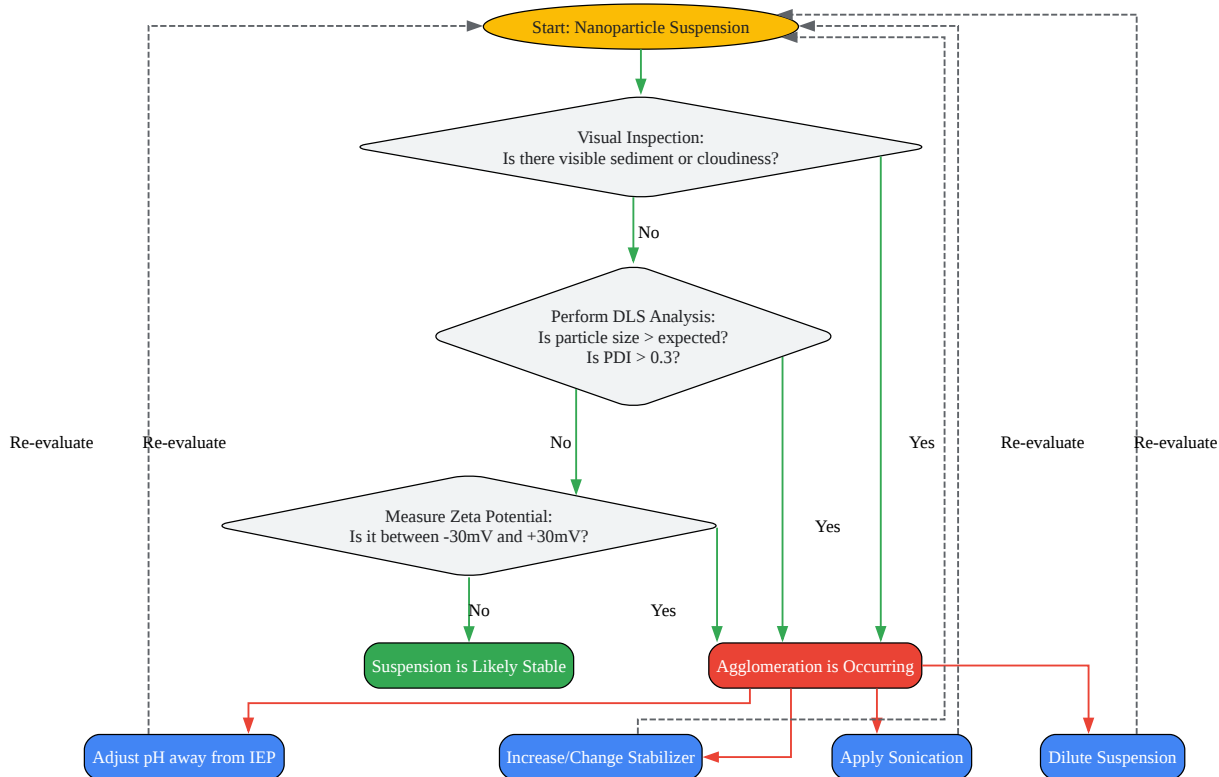 Start: Nanoparticle Suspension
Visual Inspection:
Is there visible sediment or cloudiness?
No
Perform DLS Analysis:
Is particle size > expected?
Is PDI > 0.3?
Re-evaluate
Re-evaluate
No
Yes
Re-evaluate
Re-evaluate
Measure Zeta Potential:
Is it between -30mV and +30mV?
Yes
No
Yes
Suspension is Likely Stable
Agglomeration is Occurring
Adjust pH away from IEP
Increase/Change Stabilizer
Apply Sonication
Dilute Suspension